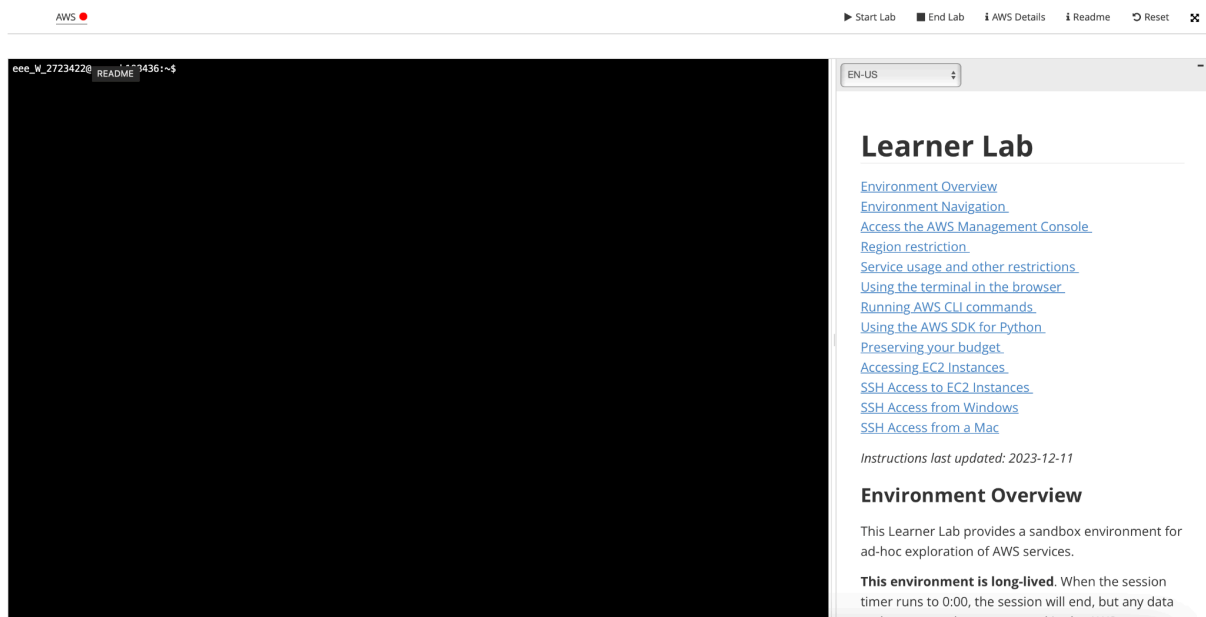 AWS
Start Lab End Lab AWS Details Readme Reset
eee_W_2723422@ 436:~$
README
EN-US
Learner Lab
Environment Overview
Environment Navigation
Access the AWS Management Console
Region restriction
Service usage and other restrictions
Using the terminal in the browser
Running AWS CLI commands
Using the AWS SDK for Python
Preserving your budget
Accessing EC2 Instances
SSH Access to EC2 Instances
SSH Access from Windows
SSH Access from a Mac
Instructions last updated: 2023-12-11
Environment Overview
This Learner Lab provides a sandbox environment for
ad-hoc exploration of AWS services.
This environment is long-lived. When the session
timer runs to 0:00, the session will end, but any data